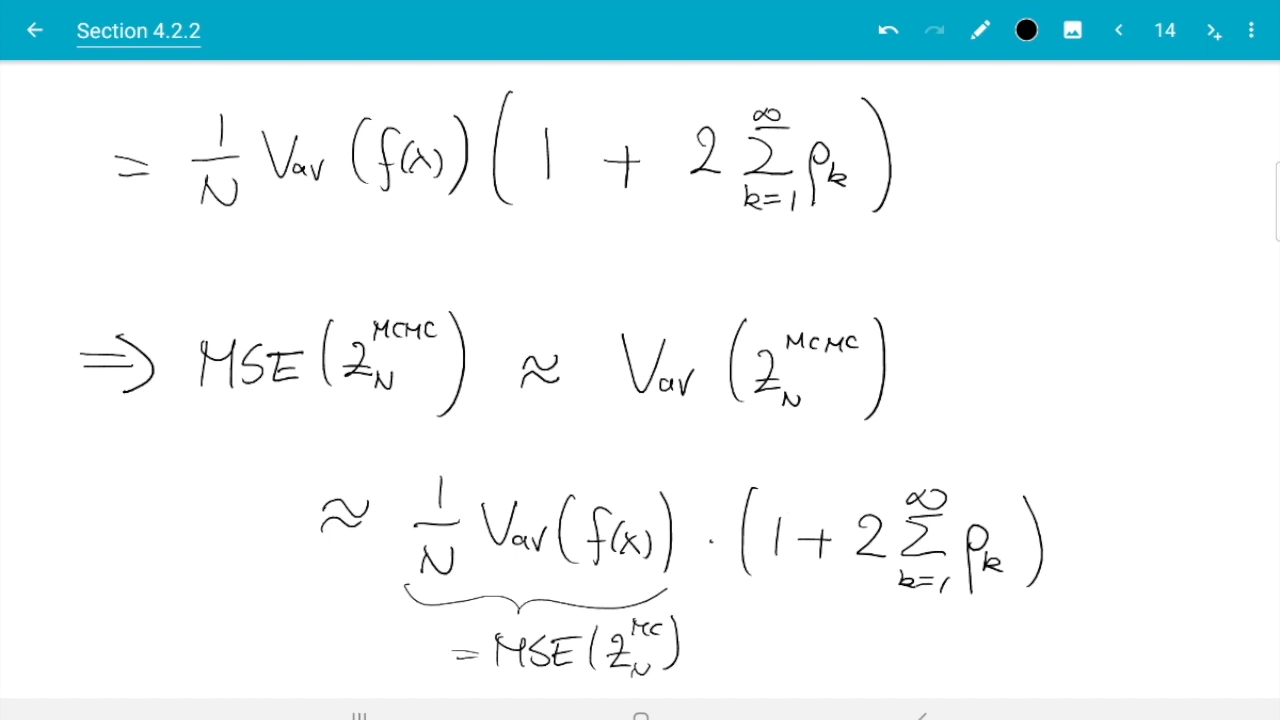 Section 4.2.2
14
= 1/N Var (f(x)) (1 + 2 ∑_{k=1}^{∞} ρ_k)
⇒ MSE (Z_N^{MCMC}) ≈ Var (Z_N^{MCMC})
≈ 1/N Var (f(x)) · (1 + 2 ∑_{k=1}^{∞} ρ_k)
= MSE (Z_N^{MC})